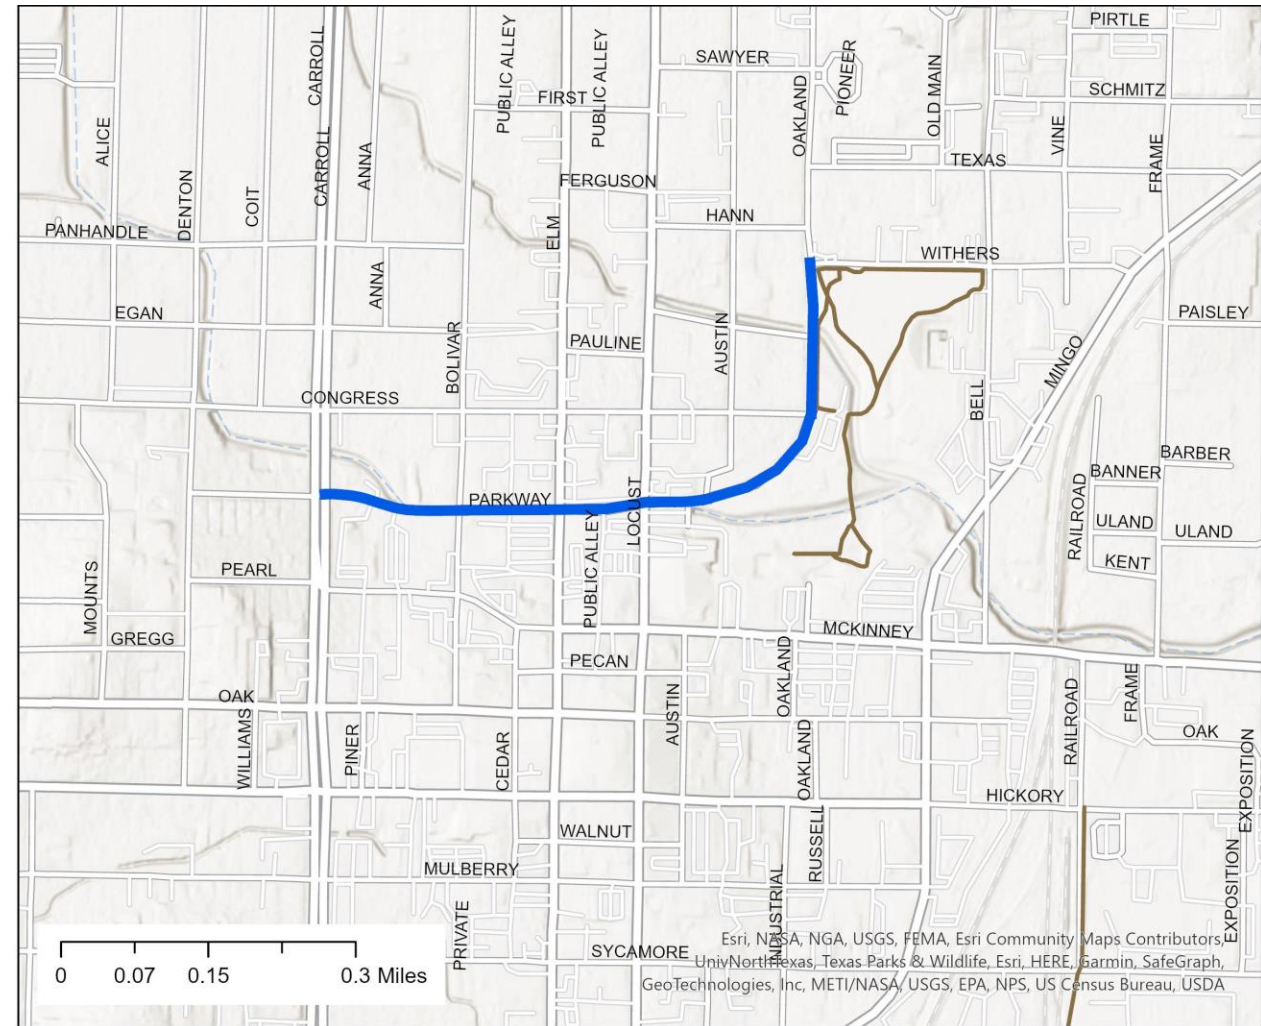 PIRTLE
SAWYER
SCHMITZ
FIRST
PUBLIC ALLEY
PUBLIC ALLEY
CARROLL
OAKLAND
PIONEER
OLD MAIN
ALICE
CARROLL
ANNA
VINE
FRAME
TEXAS
FERGUSON
DENTON
COIT
HANN
PANHANDLE
ELM
WITHERS
ANNA
EGAN
PAISLEY
BOLIVAR
PAULINE
AUSTIN
MINGO
CONGRESS
BELL
BARBER
BANNER
PARKWAY
LOCUST
RAILROAD
ULAND
ULAND
PUBLIC ALLEY
KENT
PEARL
MOUNTS
GREGG
MCKINNEY
PECAN
OAKLAND
OAK
AUSTIN
RAILROAD
FRAME
OAK
WILLIAMS
PINER
CEDAR
OAKLAND
EXPOSITION
HICKORY
WALNUT
RUSSELL
MULBERRY
INDUSTRIAL
EXPOSITION
PRIVATE
SYCAMORE
0 0.07 0.15 0.3 Miles
Esri, NASA, NGA, USGS, FEMA, Esri Community Maps Contributors,
UnivNorthTexas, Texas Parks & Wildlife, Esri, HERE, Garmin, SafeGraph,
GeoTechnologies, Inc, METI/NASA, USGS, EPA, NPS, US Census Bureau, USDA